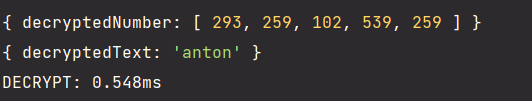 { decryptedNumber: [ 293, 259, 102, 539, 259 ] }
{ decryptedText: 'anton' }
DECRYPT: 0.548ms